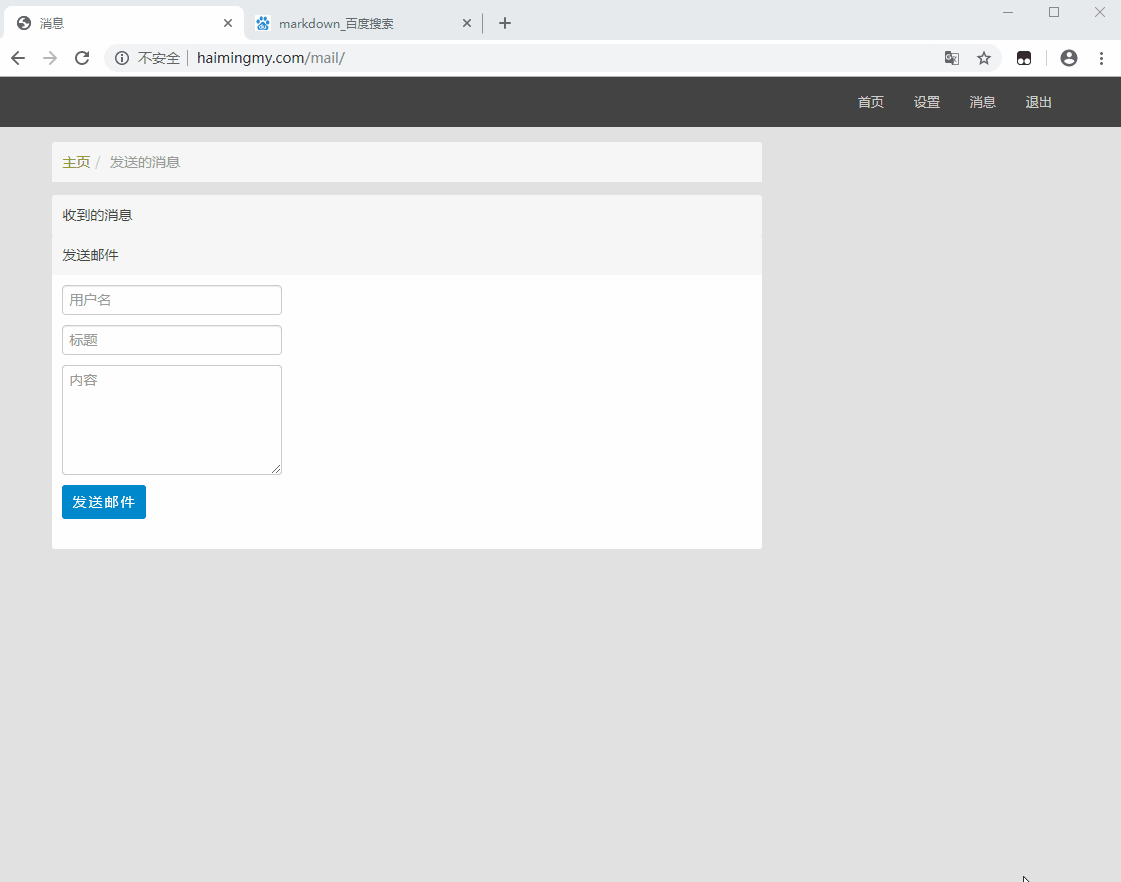 消息
markdown_百度搜索
不安全 haimingmy.com/mail/
首页 设置 消息 退出
主页 / 发送的消息
收到的消息
发送邮件
用户名
标题
内容
发送邮件